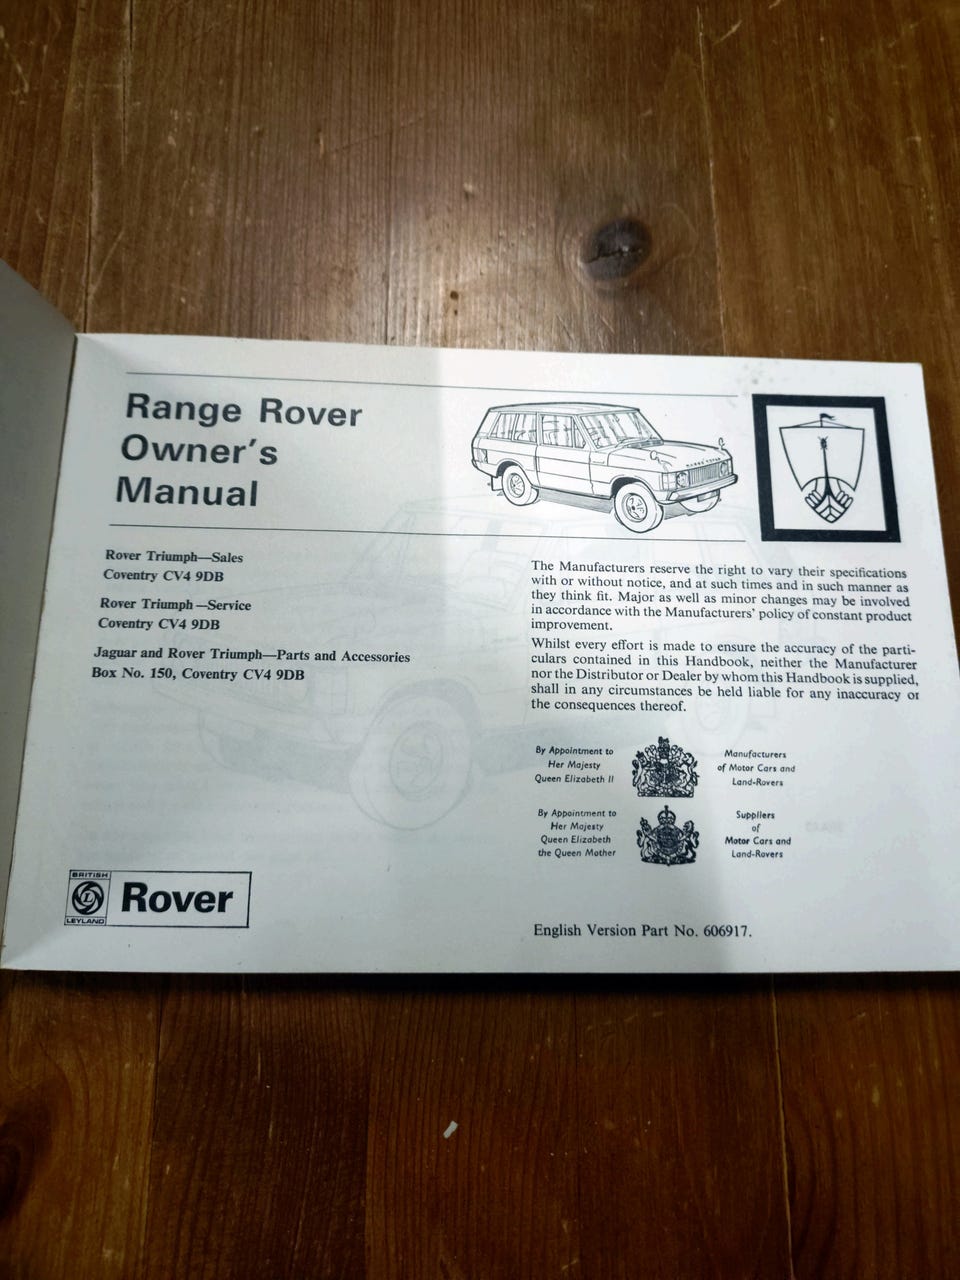 Range Rover
Owner's
Manual
RANGE ROVER
Rover Triumph—Sales
Coventry CV4 9DB
Rover Triumph—Service
Coventry CV4 9DB
Jaguar and Rover Triumph—Parts and Accessories
Box No. 150, Coventry CV4 9DB
The Manufacturers reserve the right to vary their specifications
with or without notice, and at such times and in such manner as
they think fit. Major as well as minor changes may be involved
in accordance with the Manufacturers' policy of constant product
improvement.
Whilst every effort is made to ensure the accuracy of the parti-
culars contained in this Handbook, neither the Manufacturer
nor the Distributor or Dealer by whom this Handbook is supplied,
shall in any circumstances be held liable for any inaccuracy or
the consequences thereof.
By Appointment to
Her Majesty
Queen Elizabeth II
Manufacturers
of Motor Cars and
Land-Rovers
By Appointment to
Her Majesty
Queen Elizabeth
the Queen Mother
Suppliers
of
Motor Cars and
Land-Rovers
BRITISH
L
LEYLAND
Rover
English Version Part No. 606917.